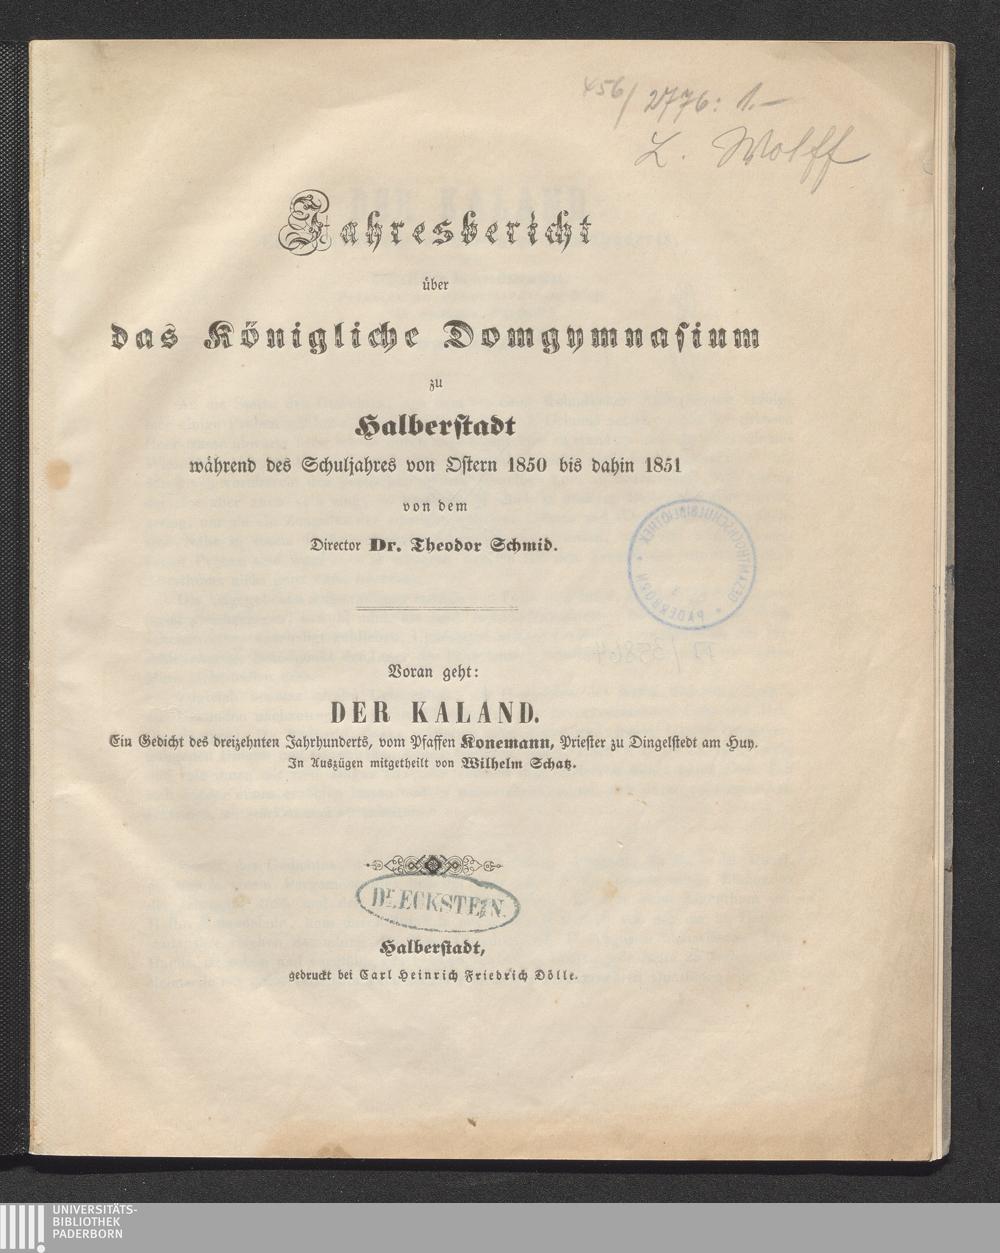 456/2776: 1.—
L. Wolff
Jahresbericht
über
das Königliche Domgymnasium
zu
Halberstadt
während des Schuljahres von Ostern 1850 bis dahin 1851
von dem
Director Dr. Theodor Schmid.
PADERBORN * HOCHSCHULBIBLIOTHEK *
Voran geht:
DER KALAND.
Ein Gedicht des dreizehnten Jahrhunderts, vom Pfaffen Konemann, Priester zu Dingelstedt am Huy.
In Auszügen mitgetheilt von Wilhelm Schatz.
Dr. ECKSTEIN.
Halberstadt,
gedruckt bei Carl Heinrich Friedrich Dölle.
UNIVERSITÄTS-
BIBLIOTHEK
PADERBORN